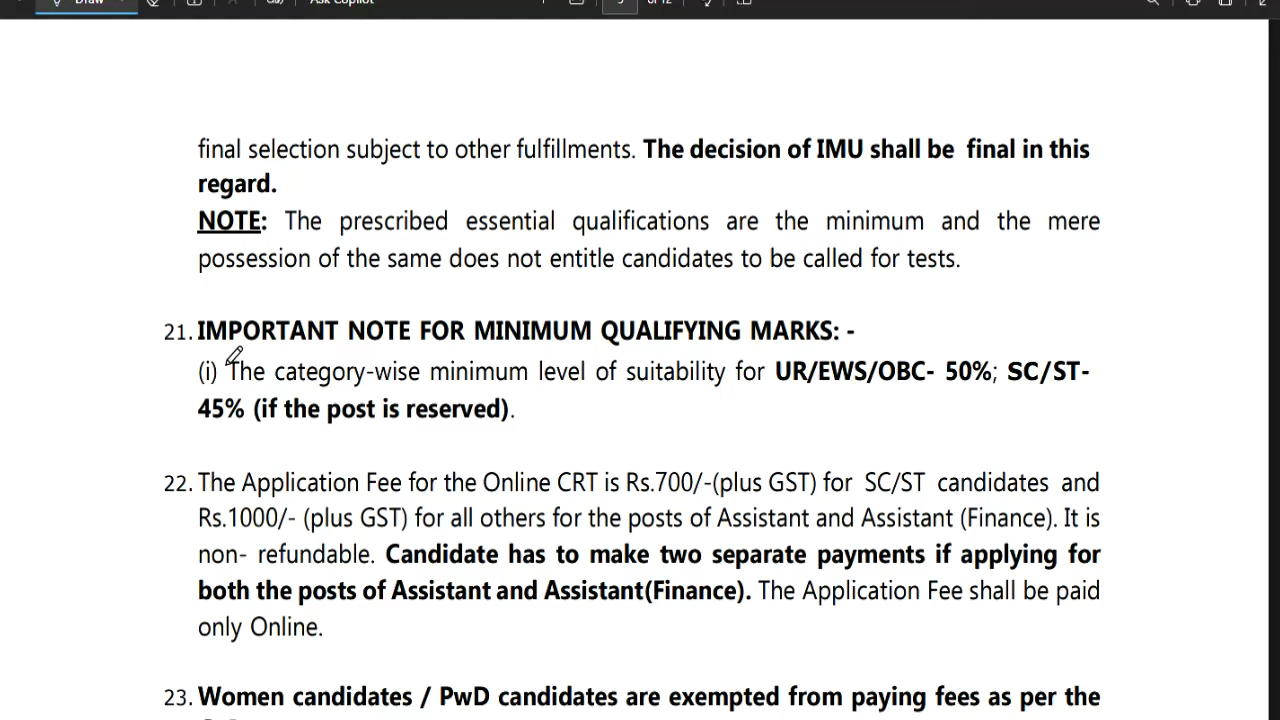 Draw
Ask Copilot
of 12
final selection subject to other fulfillments. The decision of IMU shall be final in this
regard.
NOTE: The prescribed essential qualifications are the minimum and the mere
possession of the same does not entitle candidates to be called for tests.
21. IMPORTANT NOTE FOR MINIMUM QUALIFYING MARKS: -
(i) The category-wise minimum level of suitability for UR/EWS/OBC- 50%; SC/ST-
45% (if the post is reserved).
22. The Application Fee for the Online CRT is Rs.700/-(plus GST) for SC/ST candidates and
Rs.1000/- (plus GST) for all others for the posts of Assistant and Assistant (Finance). It is
non- refundable. Candidate has to make two separate payments if applying for
both the posts of Assistant and Assistant(Finance). The Application Fee shall be paid
only Online.
23. Women candidates / PwD candidates are exempted from paying fees as per the